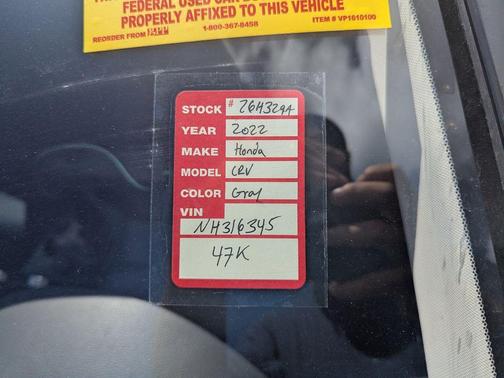 FEDERAL USED CAR
PROPERLY AFFIXED TO THIS VEHICLE
REORDER FROM 1-800-367-8458 ITEM # VP1610100
STOCK # 26H329A
YEAR 2022
MAKE Honda
MODEL CRV
COLOR Gray
VIN
NH316345
47K